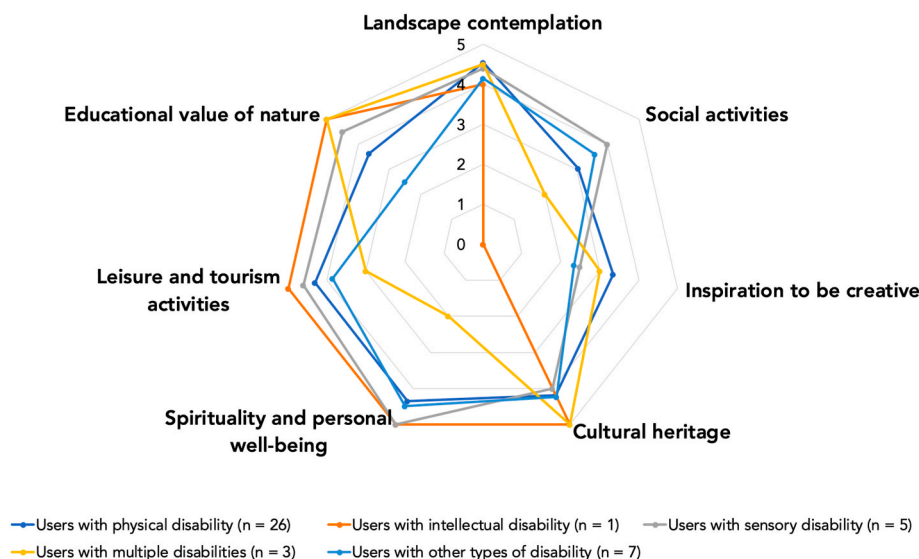 Landscape contemplation
5
4
3
2
1
0
Educational value of nature
Social activities
Leisure and tourism
activities
Inspiration to be creative
Spirituality and personal
well-being
Cultural heritage
Users with physical disability (n = 26)
Users with intellectual disability (n = 1)
Users with sensory disability (n = 5)
Users with multiple disabilities (n = 3)
Users with other types of disability (n = 7)